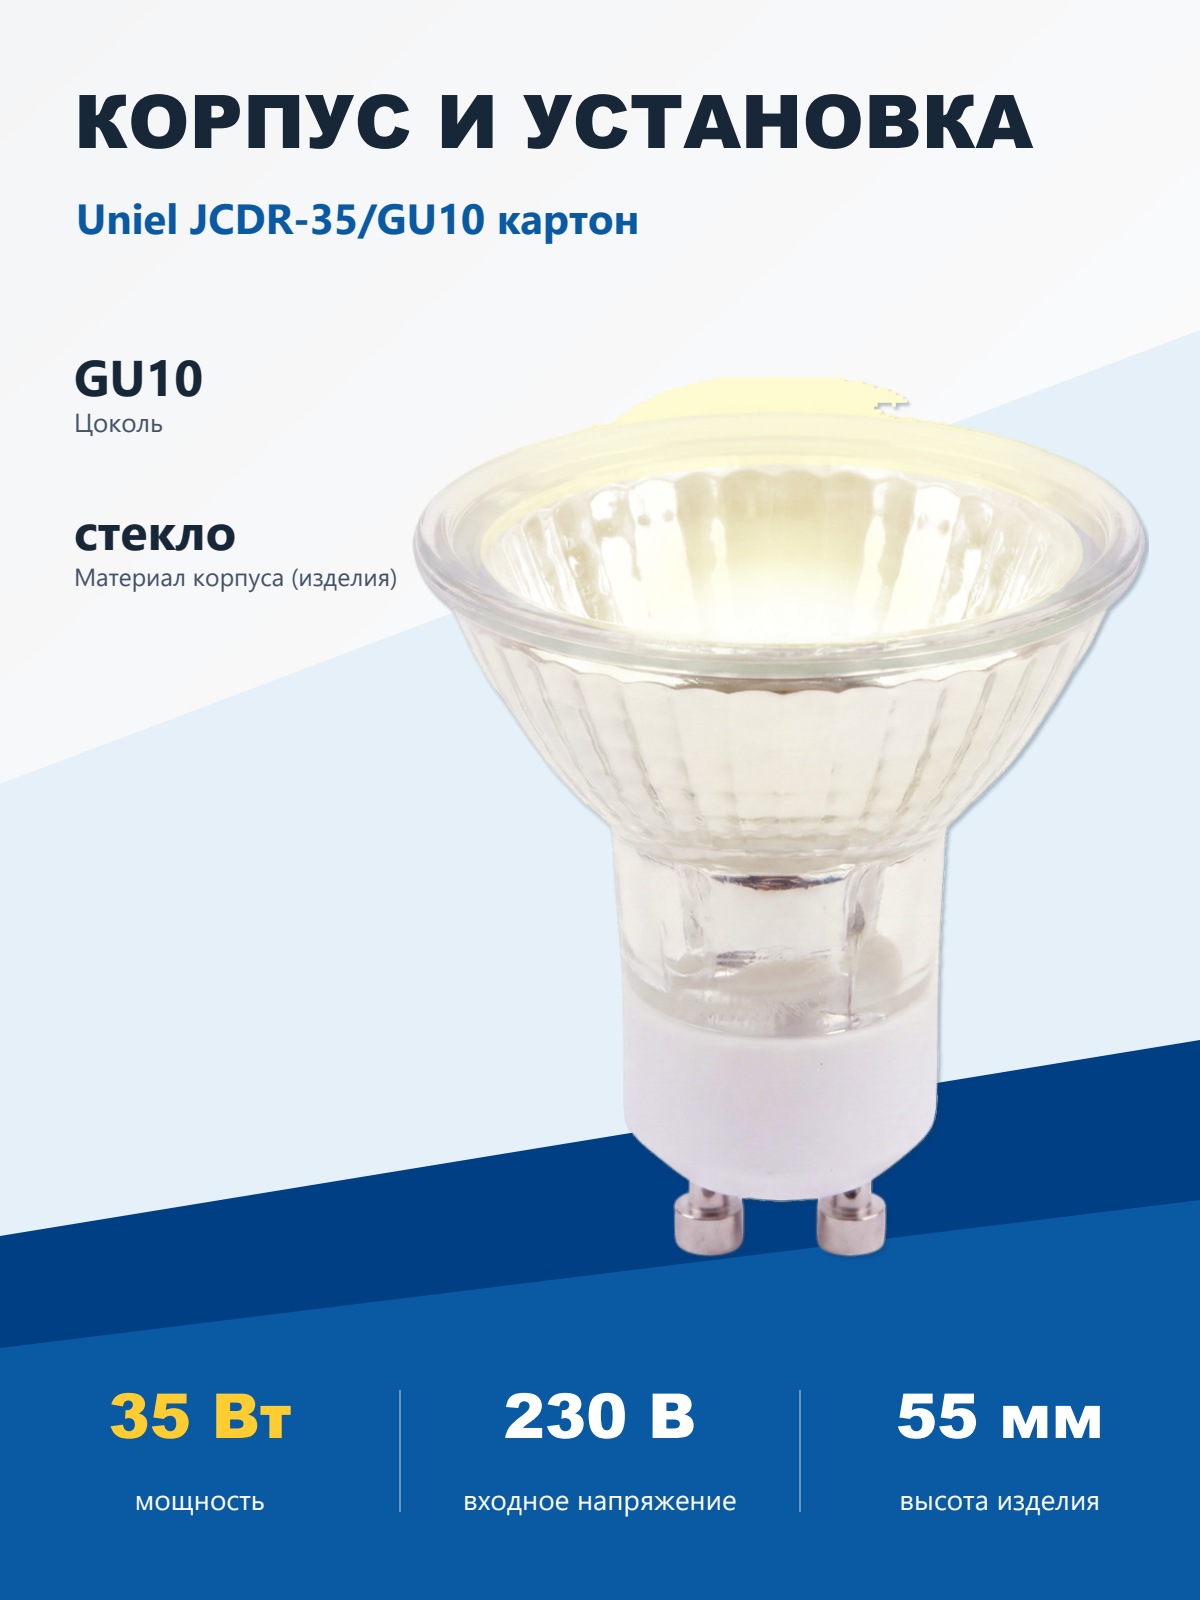 КОРПУС И УСТАНОВКА
Uniel JCDR-35/GU10 картон
GU10
Цоколь
стекло
Материал корпуса (изделия)
35 Вт
мощность
230 В
входное напряжение
55 мм
высота изделия